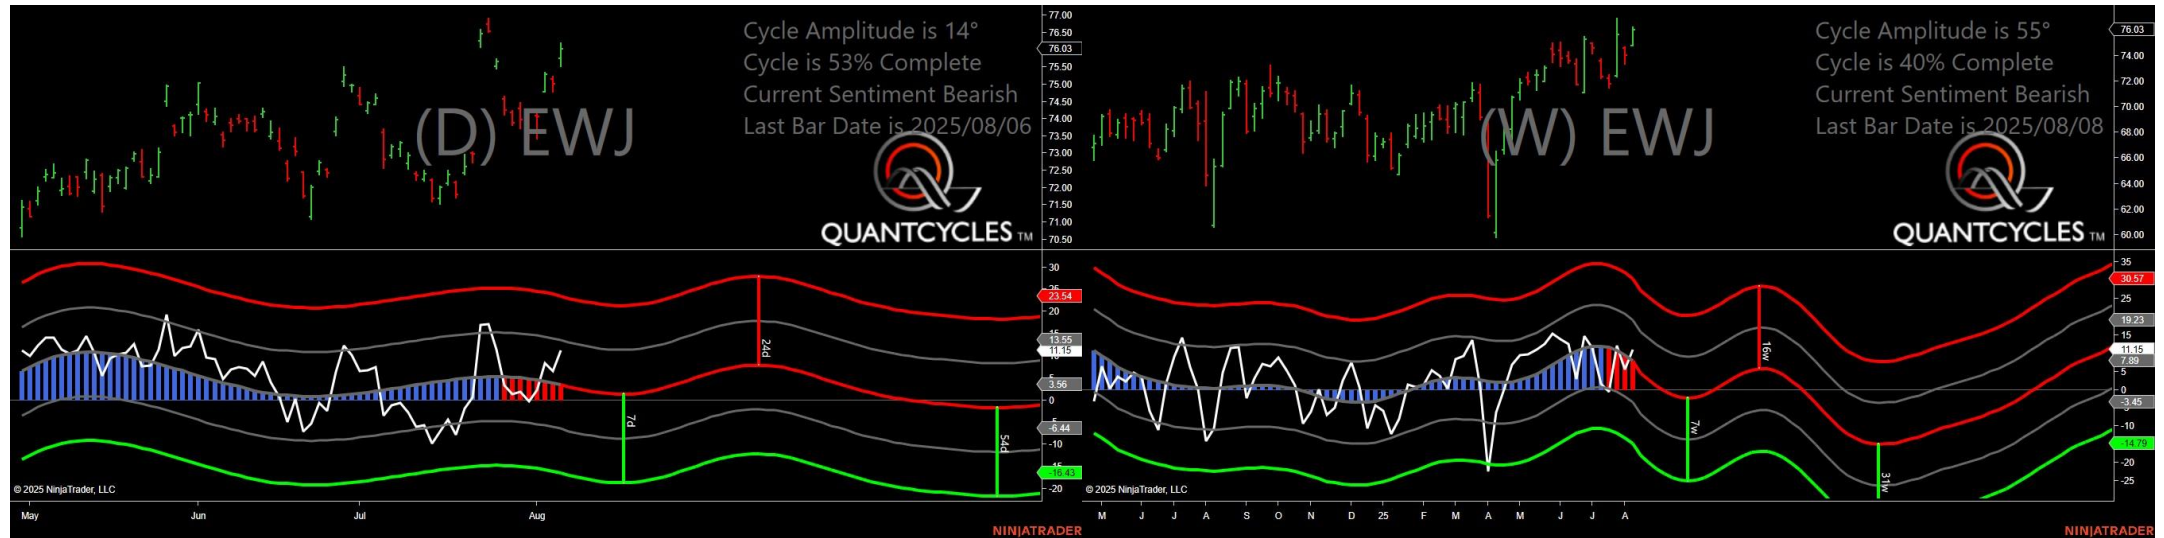 Cycle Amplitude is 14°
Cycle is 53% Complete
Current Sentiment Bearish
Last Bar Date is 2025/08/06
(D) EWJ
QUANTCYCLES TM
77.00
76.50
76.03
75.50
75.00
74.50
74.00
73.50
73.00
72.50
72.00
71.50
71.00
70.50
30
23.54
20
13.55
11.15
5
3.56
0
-6.44
-10
-16.43
-20
24d
7d
54d
© 2025 NinjaTrader, LLC
May Jun Jul Aug
NINJATRADER
Cycle Amplitude is 55°
Cycle is 40% Complete
Current Sentiment Bearish
Last Bar Date is 2025/08/08
(W) EWJ
QUANTCYCLES TM
76.03
74.00
72.00
70.00
68.00
66.00
64.00
62.00
60.00
35
30.57
25
19.23
15
11.15
7.89
5
0
-3.45
-10
-14.79
-20
-25
16w
7w
31w
© 2025 NinjaTrader, LLC
M J J A S O N D 25 F M A M J J A
NINJATRADER